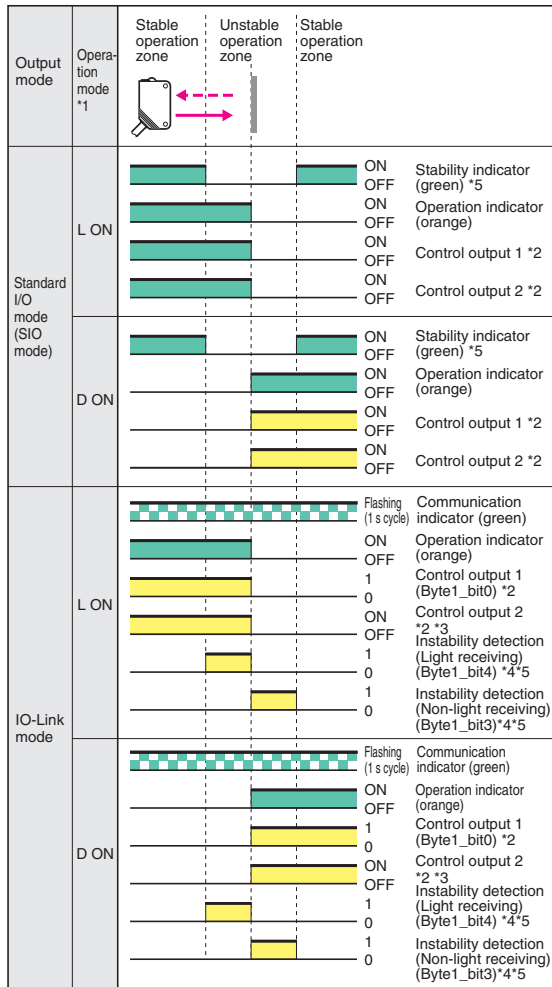 Output
mode
Opera-
tion
mode
*1
Stable
operation
zone
Unstable
operation
zone
Stable
operation
zone
Standard
I/O
mode
(SIO
mode)
L ON
ON
OFF
Stability indicator
(green) *5
ON
OFF
Operation indicator
(orange)
ON
OFF
Control output 1 *2
ON
OFF
Control output 2 *2
D ON
ON
OFF
Stability indicator
(green) *5
ON
OFF
Operation indicator
(orange)
ON
OFF
Control output 1 *2
ON
OFF
Control output 2 *2
IO-Link
mode
L ON
Flashing
(1 s cycle)
Communication
indicator (green)
ON
OFF
Operation indicator
(orange)
1
0
Control output 1
(Byte1_bit0) *2
ON
OFF
Control output 2
*2 *3
1
0
Instability detection
(Light receiving)
(Byte1_bit4) *4*5
1
0
Instability detection
(Non-light receiving)
(Byte1_bit3)*4*5
D ON
Flashing
(1 s cycle)
Communication
indicator (green)
ON
OFF
Operation indicator
(orange)
1
0
Control output 1
(Byte1_bit0) *2
ON
OFF
Control output 2
*2 *3
1
0
Instability detection
(Light receiving)
(Byte1_bit4) *4*5
1
0
Instability detection
(Non-light receiving)
(Byte1_bit3)*4*5